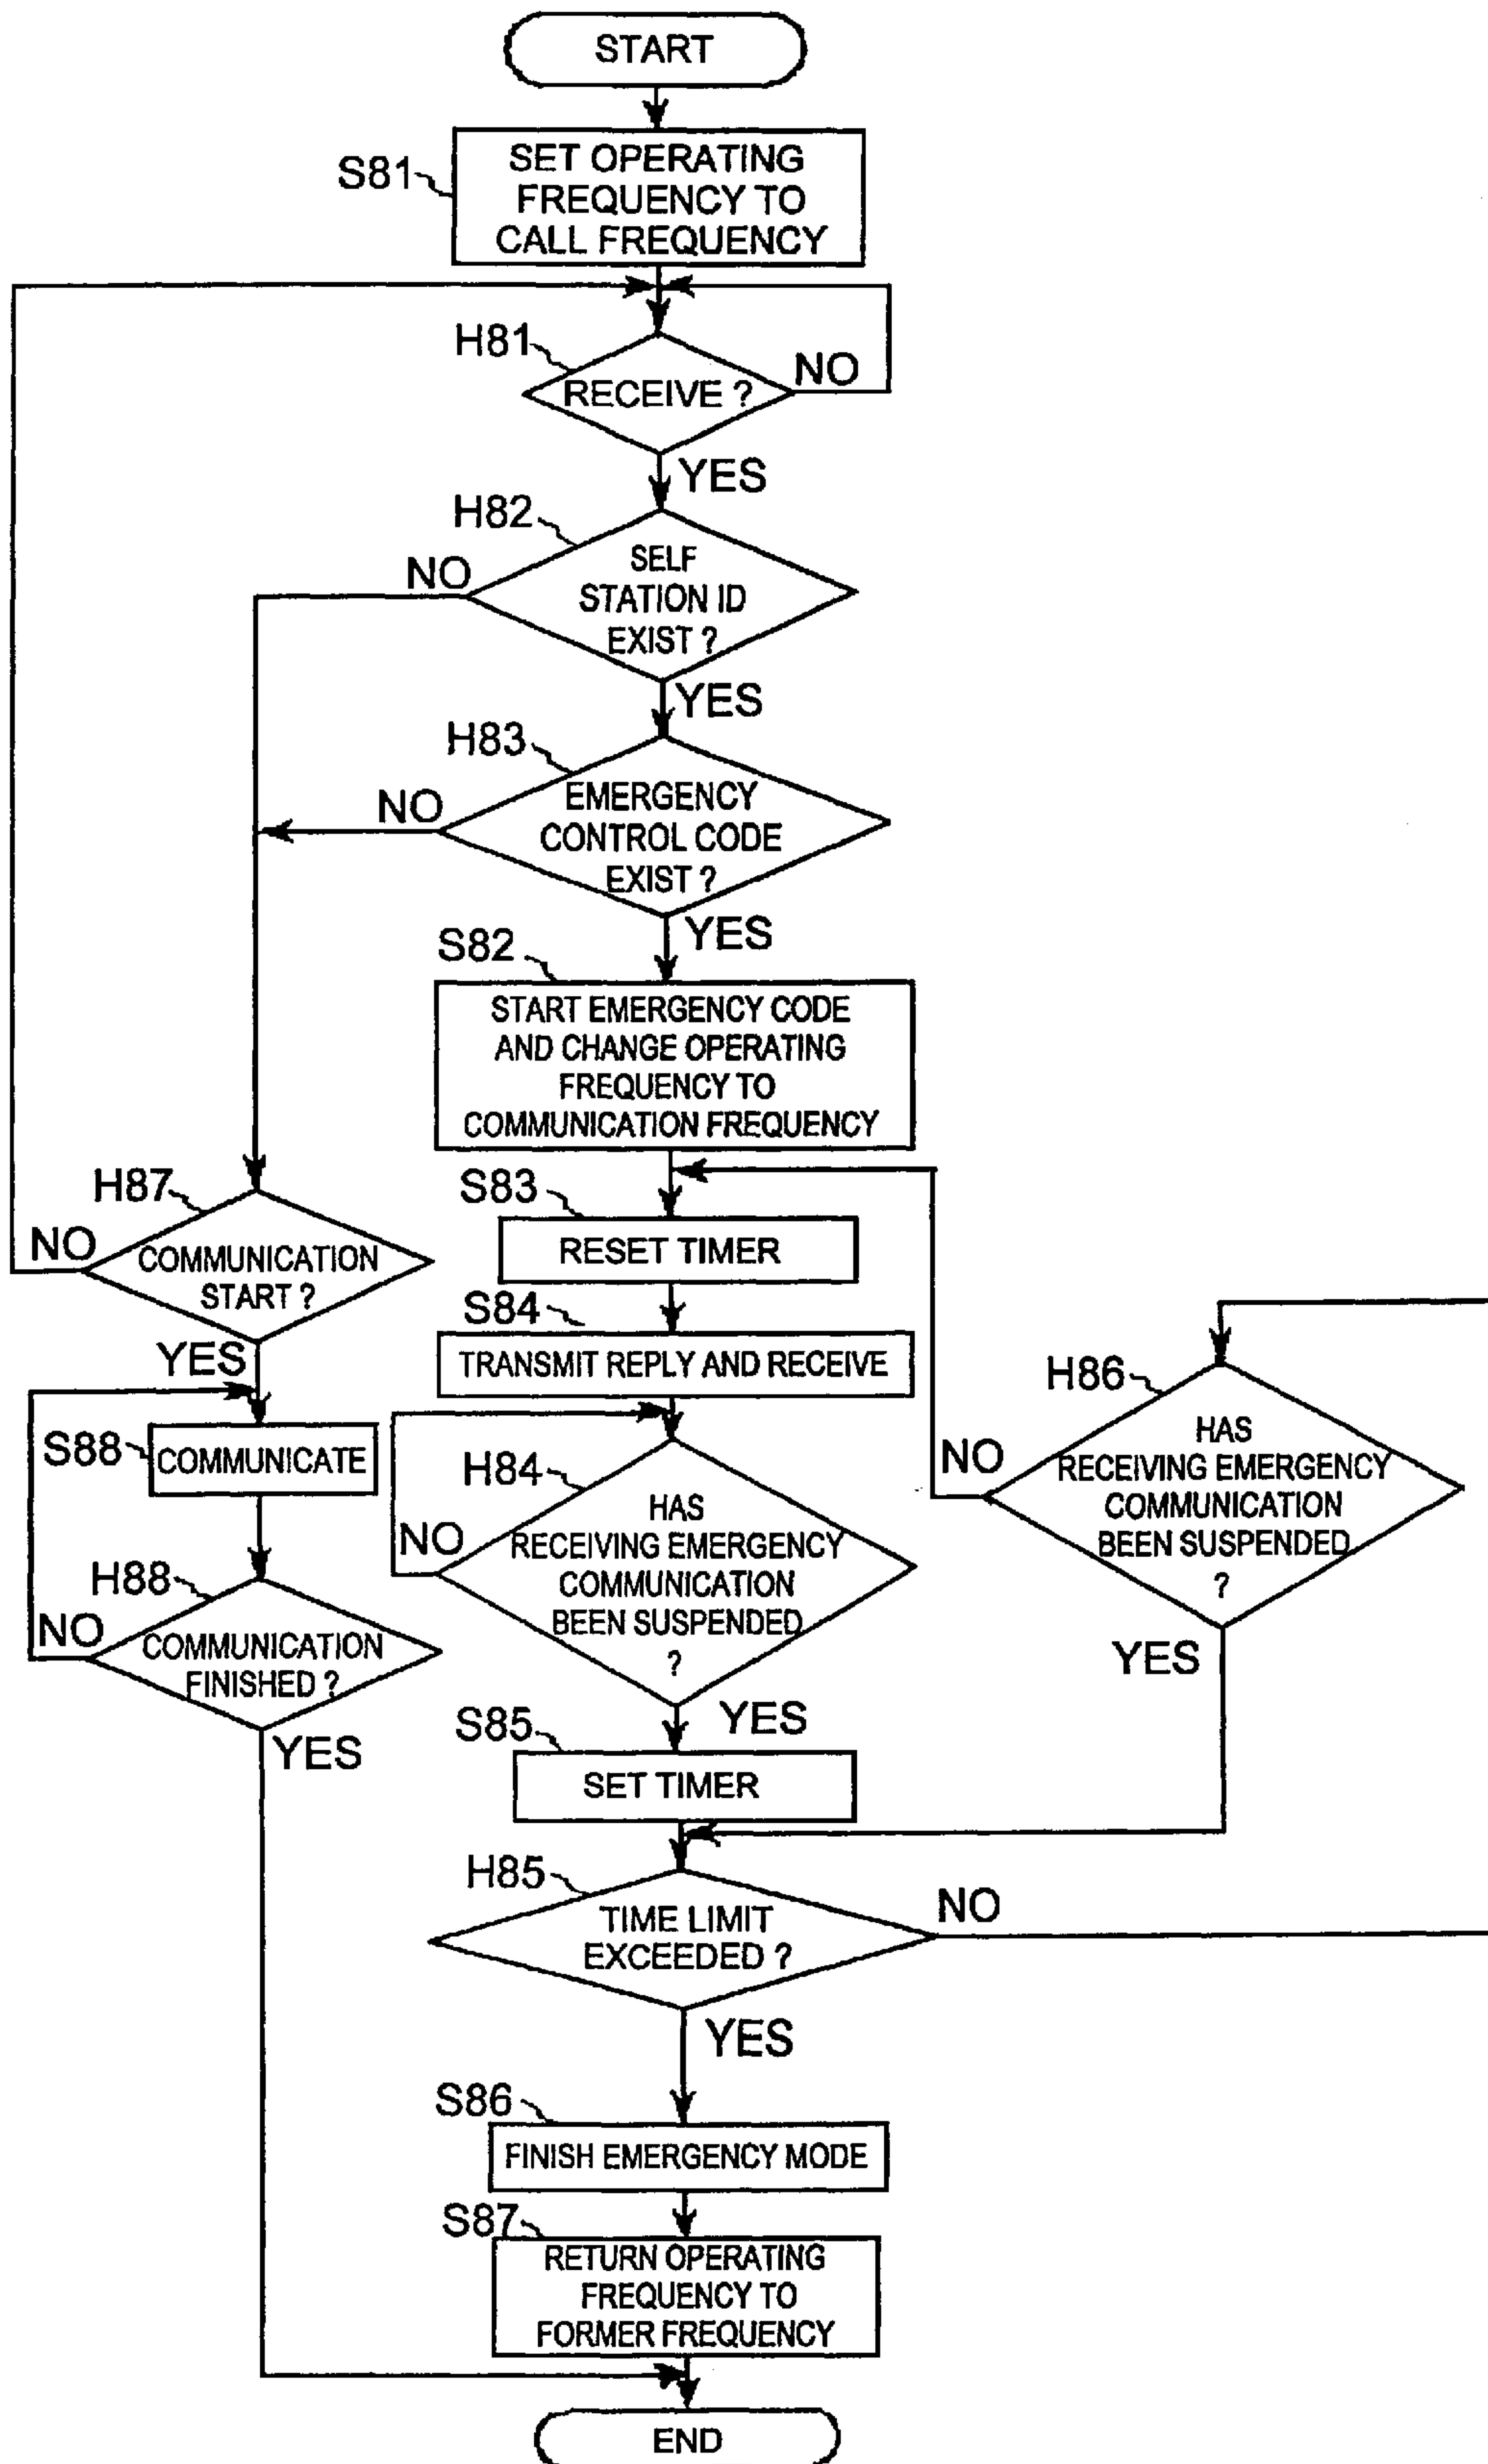 START
S81
SET OPERATING
FREQUENCY TO
CALL FREQUENCY
H81
RECEIVE ?
NO
YES
H82
SELF
STATION ID
EXIST ?
NO
YES
H83
EMERGENCY
CONTROL CODE
EXIST ?
NO
YES
S82
START EMERGENCY CODE
AND CHANGE OPERATING
FREQUENCY TO
COMMUNICATION FREQUENCY
H87
COMMUNICATION
START ?
NO
YES
S83
RESET TIMER
S84
TRANSMIT REPLY AND RECEIVE
S88
COMMUNICATE
H84
HAS
RECEIVING EMERGENCY
COMMUNICATION
BEEN SUSPENDED
?
NO
YES
H86
HAS
RECEIVING EMERGENCY
COMMUNICATION
BEEN SUSPENDED
?
NO
YES
H88
COMMUNICATION
FINISHED ?
NO
YES
S85
SET TIMER
H85
TIME LIMIT
EXCEEDED ?
NO
YES
S86
FINISH EMERGENCY MODE
S87
RETURN OPERATING
FREQUENCY TO
FORMER FREQUENCY
END